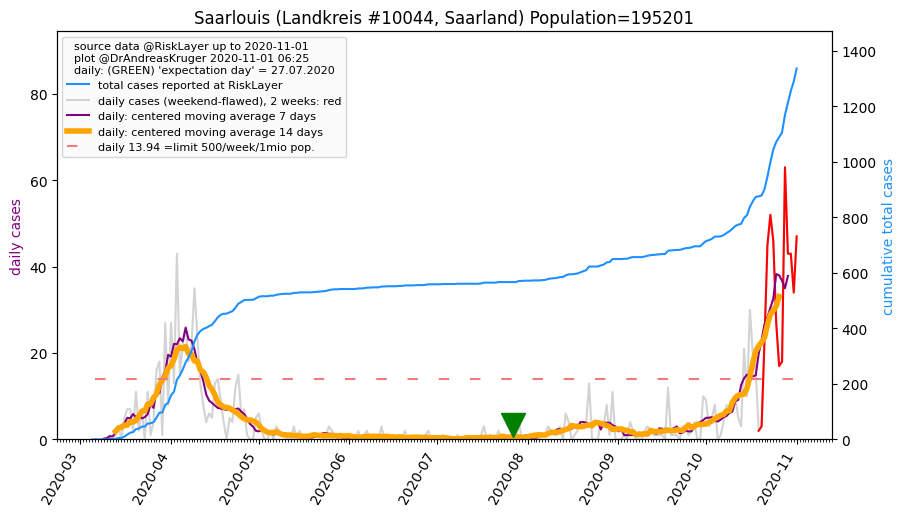 Saarlouis (Landkreis #10044, Saarland) Population=195201
source data @RiskLayer up to 2020-11-01
plot @DrAndreasKruger 2020-11-01 06:25
daily: (GREEN) 'expectation day' = 27.07.2020
total cases reported at RiskLayer
daily cases (weekend-flawed), 2 weeks: red
daily: centered moving average 7 days
daily: centered moving average 14 days
daily 13.94 =limit 500/week/1mio pop.
daily cases
80
60
40
20
0
1400
1200
1000
800
600
400
200
0
cumulative total cases
2020-03
2020-04
2020-05
2020-06
2020-07
2020-08
2020-09
2020-10
2020-11